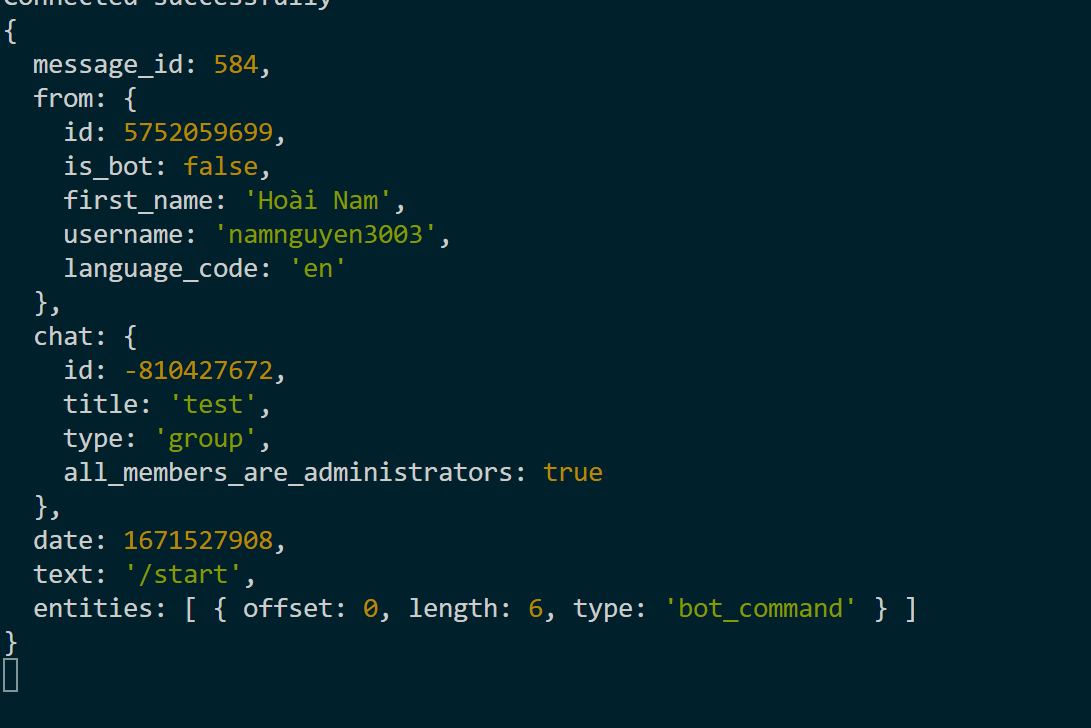 connected successfully
{
  message_id: 584,
  from: {
    id: 5752059699,
    is_bot: false,
    first_name: 'Hoài Nam',
    username: 'namnguyen3003',
    language_code: 'en'
  },
  chat: {
    id: -810427672,
    title: 'test',
    type: 'group',
    all_members_are_administrators: true
  },
  date: 1671527908,
  text: '/start',
  entities: [ { offset: 0, length: 6, type: 'bot_command' } ]
}